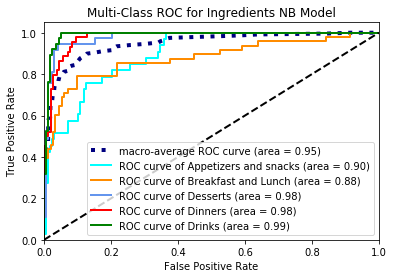 Multi-Class ROC for Ingredients NB Model
True Positive Rate
1.0
0.8
0.6
0.4
0.2
0.0
macro-average ROC curve (area = 0.95)
ROC curve of Appetizers and snacks (area = 0.90)
ROC curve of Breakfast and Lunch (area = 0.88)
ROC curve of Desserts (area = 0.98)
ROC curve of Dinners (area = 0.98)
ROC curve of Drinks (area = 0.99)
0.0 0.2 0.4 0.6 0.8 1.0
False Positive Rate